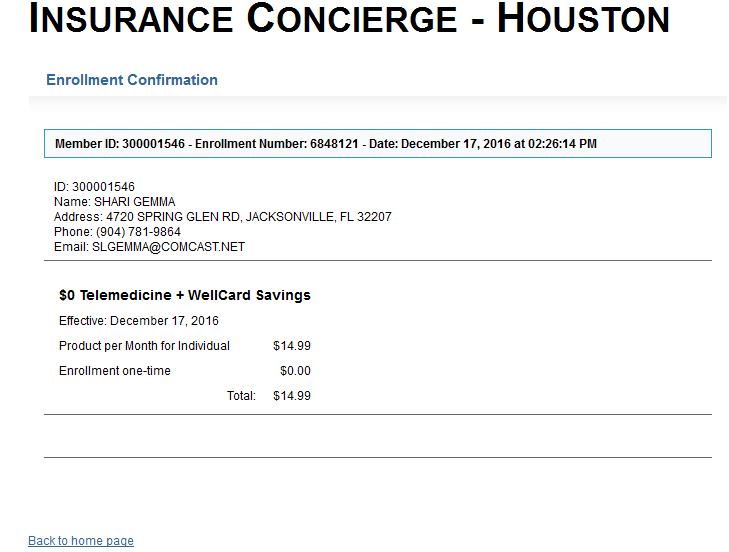 INSURANCE CONCIERGE - HOUSTON
Enrollment Confirmation
Member ID: 300001546 - Enrollment Number: 6848121 - Date: December 17, 2016 at 02:26:14 PM
ID: 300001546
Name: SHARI GEMMA
Address: 4720 SPRING GLEN RD, JACKSONVILLE, FL 32207
Phone: (904) 781-9864
Email: SLGEMMA@COMCAST.NET
$0 Telemedicine + WellCard Savings
Effective: December 17, 2016
Product per Month for Individual $14.99
Enrollment one-time $0.00
Total: $14.99
Back to home page